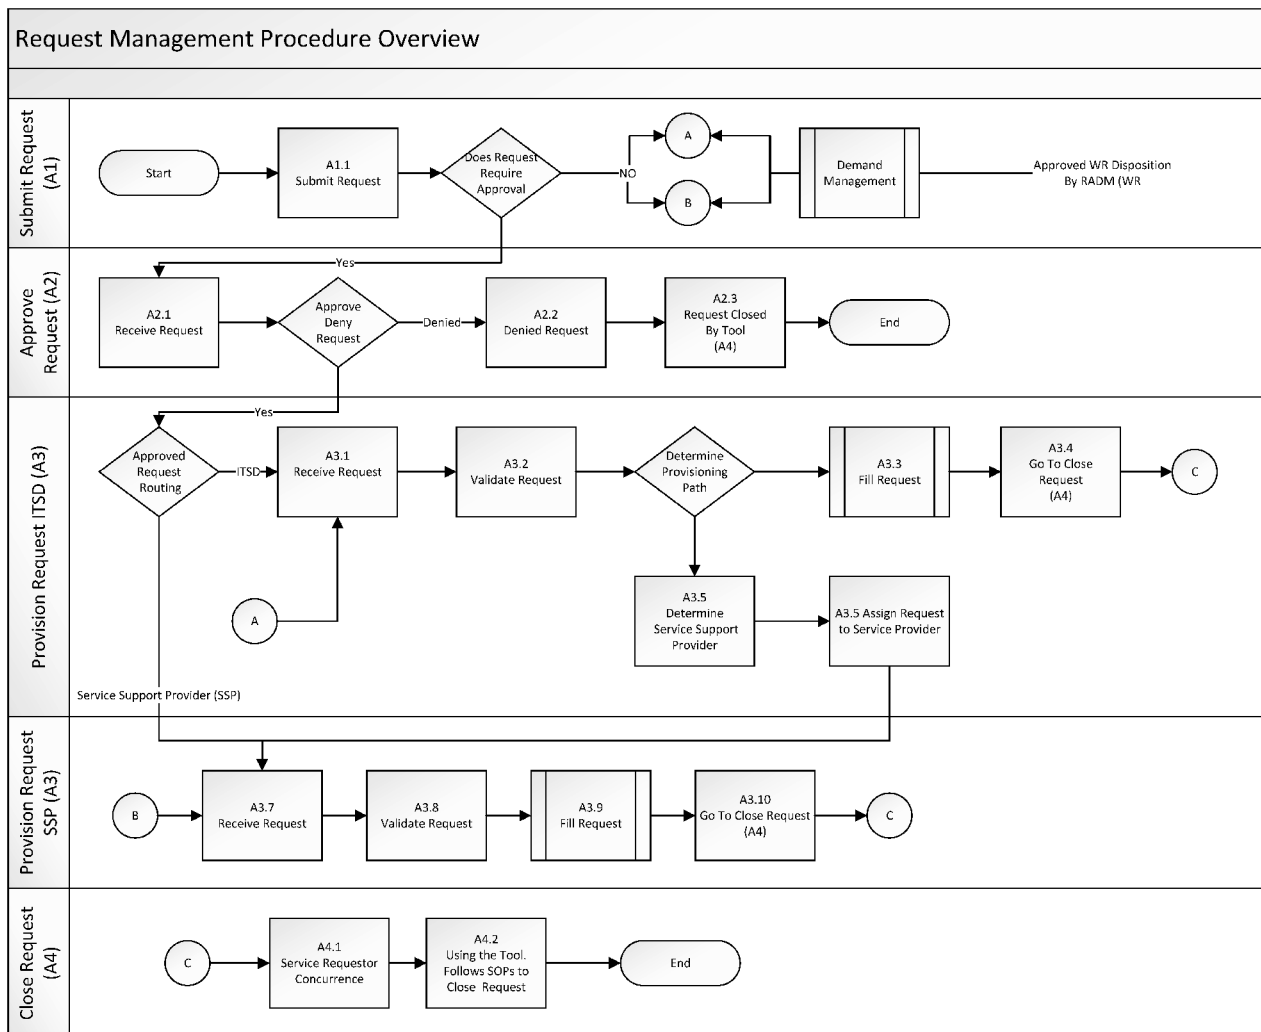 Request Management Procedure Overview
Submit Request
(A1)
Start
A1.1
Submit Request
Does Request
Require
Approval
NO
A
B
Demand
Management
Approved WR Disposition
By RADM (WR
Yes
Approve
Request (A2)
A2.1
Receive Request
Approve
Deny
Request
Denied
A2.2
Denied Request
A2.3
Request Closed
By Tool
(A4)
End
Yes
Provision Request ITSD (A3)
Approved
Request
Routing
ITSD
A3.1
Receive Request
A3.2
Validate Request
Determine
Provisioning
Path
A3.3
Fill Request
A3.4
Go To Close
Request
(A4)
C
A
A3.5
Determine
Service Support
Provider
A3.5 Assign Request
to Service Provider
Service Support Provider (SSP)
Provision Request
SSP (A3)
B
A3.7
Receive Request
A3.8
Validate Request
A3.9
Fill Request
A3.10
Go To Close Request
(A4)
C
Close Request
(A4)
C
A4.1
Service Requestor
Concurrence
A4.2
Using the Tool.
Follows SOPs to
Close Request
End